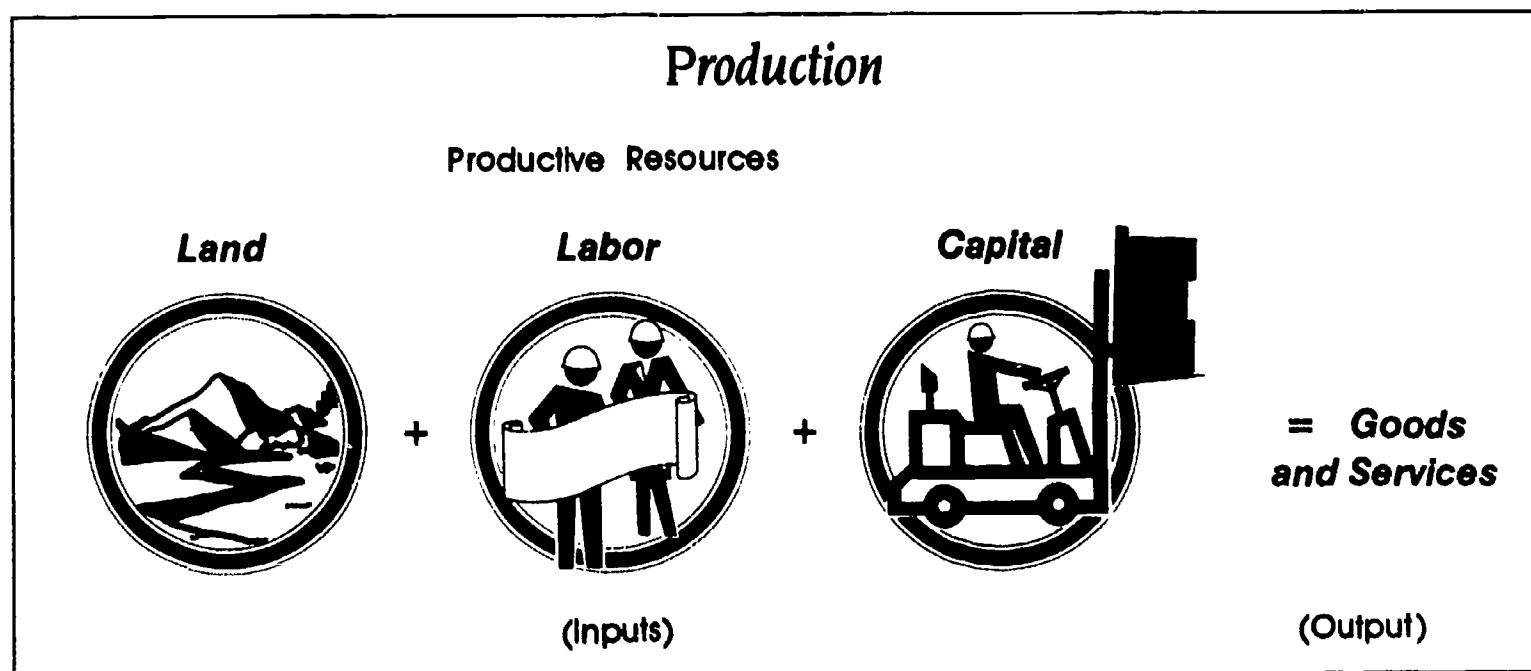 Production
Productive Resources
Land
Labor
Capital
+
+
= Goods
and Services
(Inputs)
(Output)